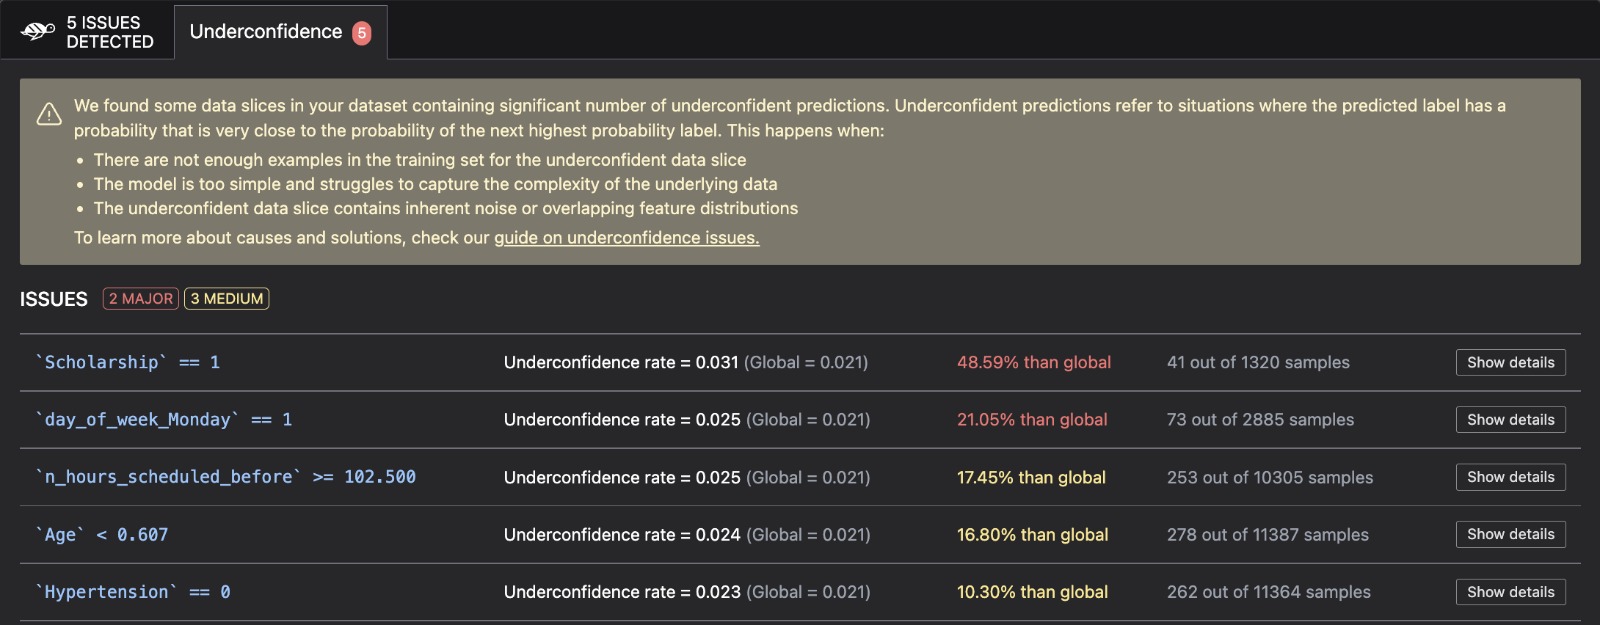 5 ISSUES
DETECTED
Underconfidence 5
We found some data slices in your dataset containing significant number of underconfident predictions. Underconfident predictions refer to situations where the predicted label has a
probability that is very close to the probability of the next highest probability label. This happens when:
• There are not enough examples in the training set for the underconfident data slice
• The model is too simple and struggles to capture the complexity of the underlying data
• The underconfident data slice contains inherent noise or overlapping feature distributions
To learn more about causes and solutions, check our guide on underconfidence issues.
ISSUES 2 MAJOR 3 MEDIUM
`Scholarship` == 1 Underconfidence rate = 0.031 (Global = 0.021) 48.59% than global 41 out of 1320 samples Show details
`day_of_week_Monday` == 1 Underconfidence rate = 0.025 (Global = 0.021) 21.05% than global 73 out of 2885 samples Show details
`n_hours_scheduled_before` >= 102.500 Underconfidence rate = 0.025 (Global = 0.021) 17.45% than global 253 out of 10305 samples Show details
`Age` < 0.607 Underconfidence rate = 0.024 (Global = 0.021) 16.80% than global 278 out of 11387 samples Show details
`Hypertension` == 0 Underconfidence rate = 0.023 (Global = 0.021) 10.30% than global 262 out of 11364 samples Show details